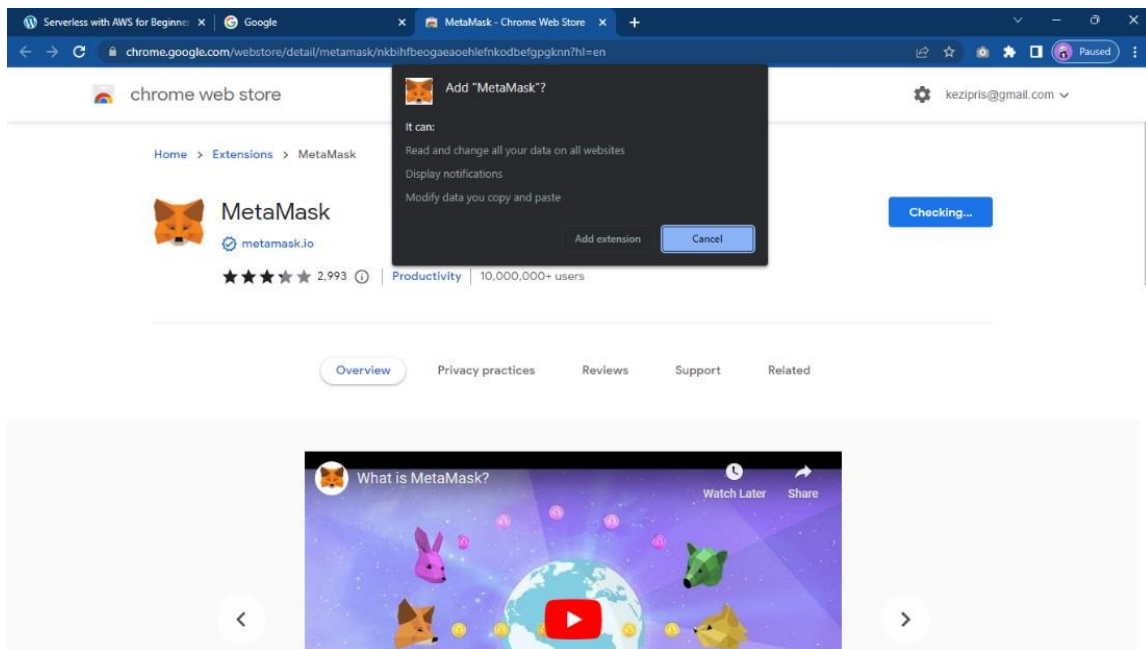 Serverless with AWS for Beginner
Google
MetaMask - Chrome Web Store
chrome.google.com/webstore/detail/metamask/nkbihfbeogaeaoehlefnkodbefgpgknn?hl=en
Paused
chrome web store
kezipris@gmail.com
Add "MetaMask"?
It can:
Read and change all your data on all websites
Display notifications
Modify data you copy and paste
Add extension
Cancel
Home > Extensions > MetaMask
MetaMask
metamask.io
2,993
Productivity
10,000,000+ users
Checking...
Overview
Privacy practices
Reviews
Support
Related
What is MetaMask?
Watch Later
Share